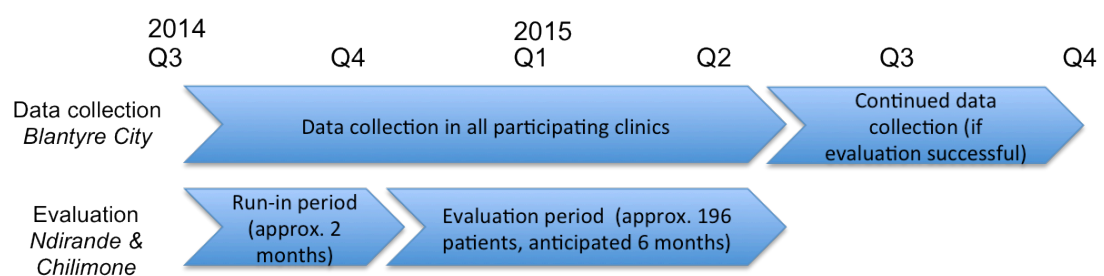 2014 2015
Q3 Q4 Q1 Q2 Q3 Q4
Data collection
Blantyre City
Data collection in all participating clinics
Continued data
collection (if
evaluation successful)
Evaluation
Ndirande &
Chilimone
Run-in period
(approx. 2
months)
Evaluation period (approx. 196
patients, anticipated 6 months)